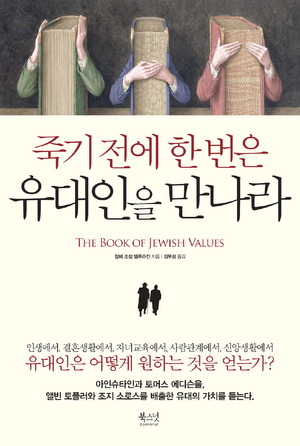 죽기 전에 한 번은
유대인을 만나라
THE BOOK OF JEWISH VALUES
랍비 조셉 텔루슈킨 지음 | 김무겸 옮김
인생에서, 결혼생활에서, 자녀교육에서, 사람관계에서, 신앙생활에서
유대인은 어떻게 원하는 것을 얻는가?
아인슈타인과 토머스 에디슨을,
앨빈 토플러와 조지 소로스를 배출한 유대의 가치를 듣는다.
북스넛